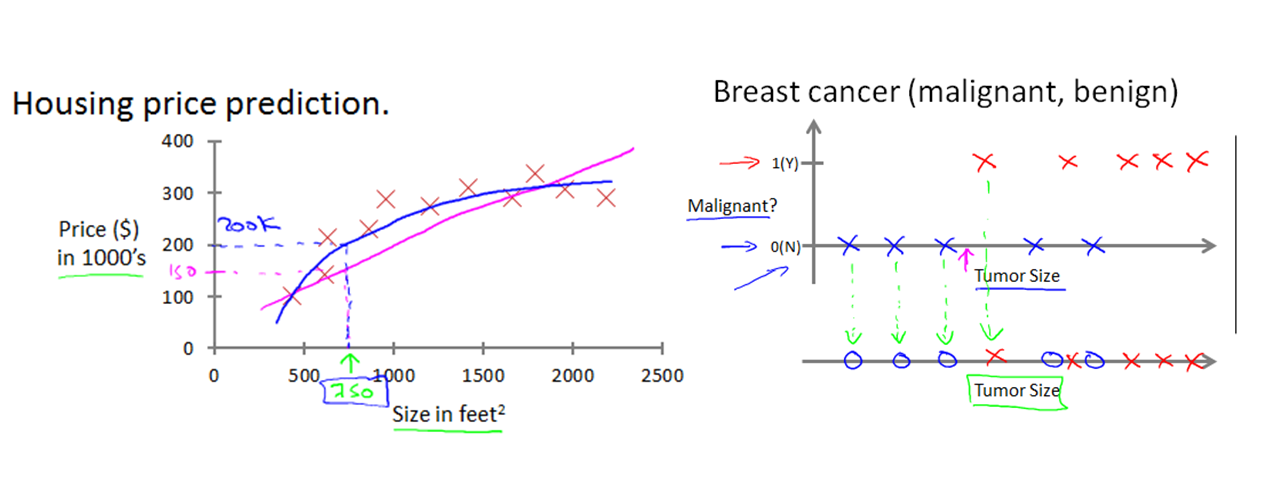 Housing price prediction.
400
300
200
100
0
0
500
1000
1500
2000
2500
Price ($)
in 1000's
200K
150
750
Size in feet²
Breast cancer (malignant, benign)
1(Y)
Malignant?
0(N)
Tumor Size
Tumor Size